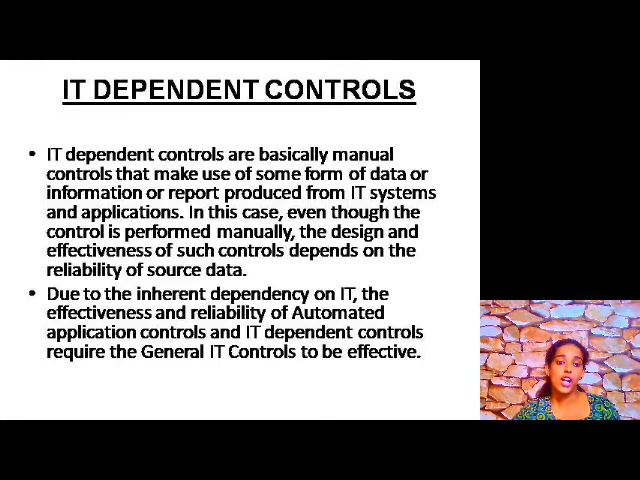 IT DEPENDENT CONTROLS
• IT dependent controls are basically manual
controls that make use of some form of data or
information or report produced from IT systems
and applications. In this case, even though the
control is performed manually, the design and
effectiveness of such controls depends on the
reliability of source data.
• Due to the inherent dependency on IT, the
effectiveness and reliability of Automated
application controls and IT dependent controls
require the General IT Controls to be effective.